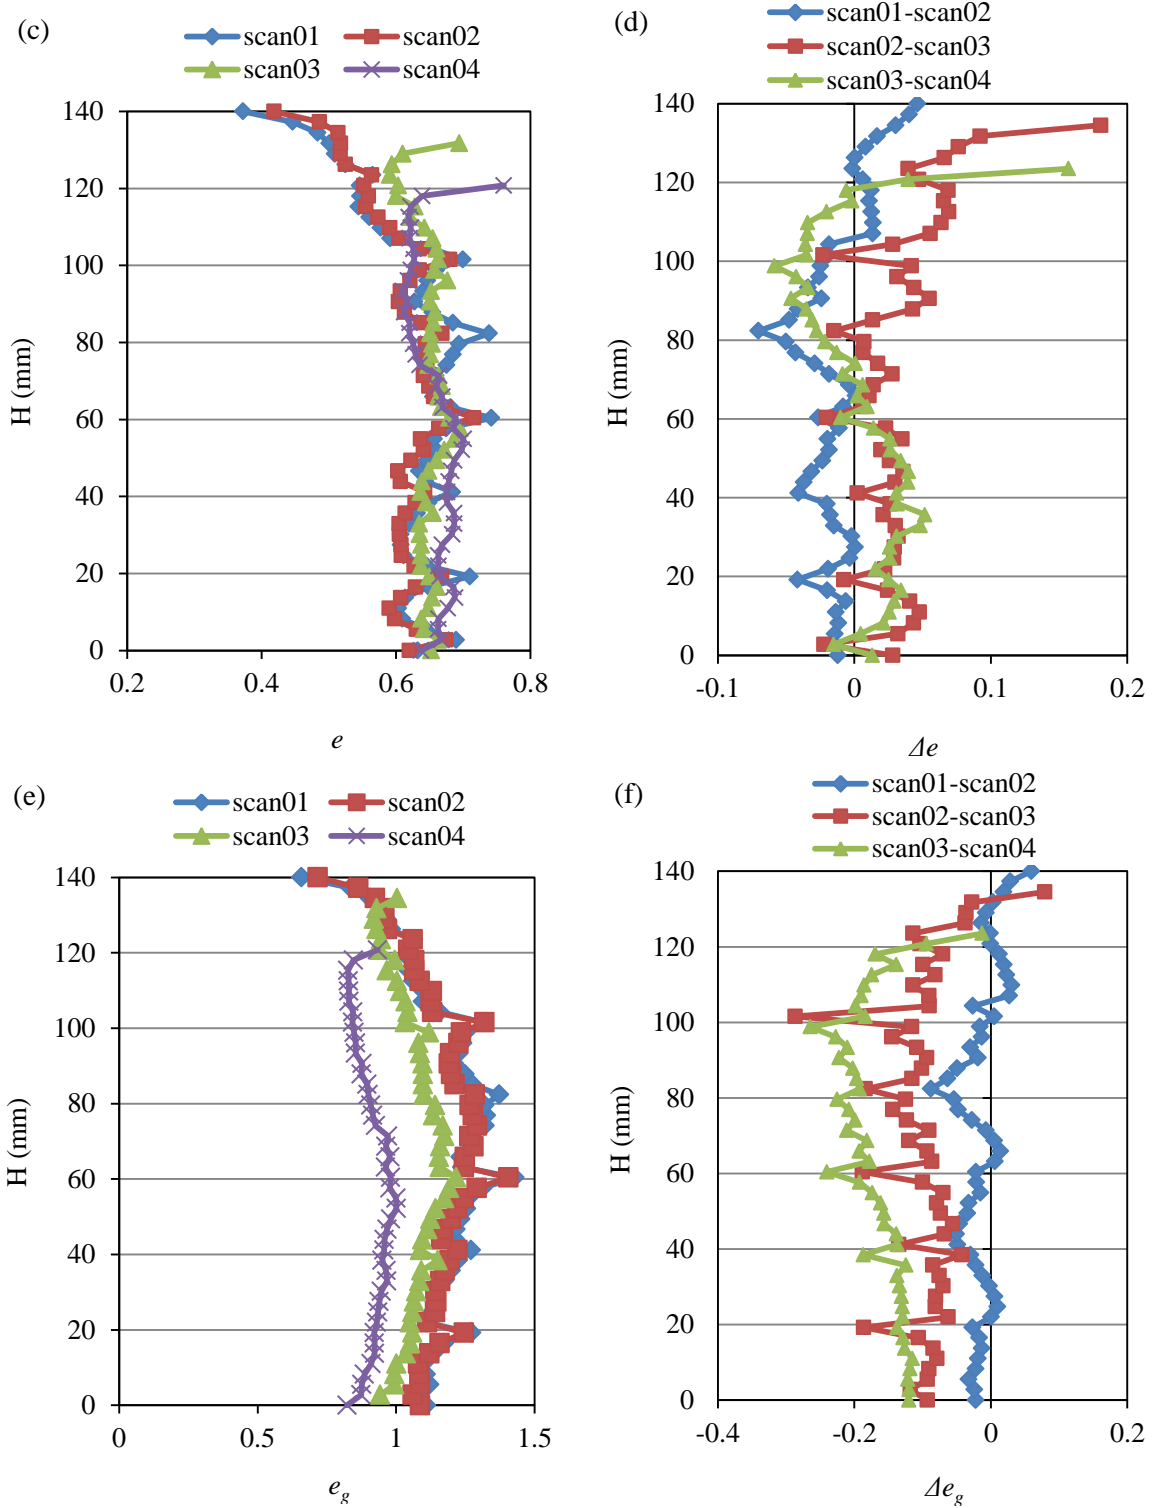 (c)
scan01 scan02
scan03 scan04
140
120
100
80
60
40
20
0
H (mm)
0.2 0.4 0.6 0.8
e
(d)
scan01-scan02
scan02-scan03
scan03-scan04
140
120
100
80
60
40
20
0
H (mm)
-0.1 0 0.1 0.2
Δe
(e)
scan01 scan02
scan03 scan04
140
120
100
80
60
40
20
0
H (mm)
0 0.5 1 1.5
eg
(f)
scan01-scan02
scan02-scan03
scan03-scan04
140
120
100
80
60
40
20
0
H (mm)
-0.4 -0.2 0 0.2
Δeg